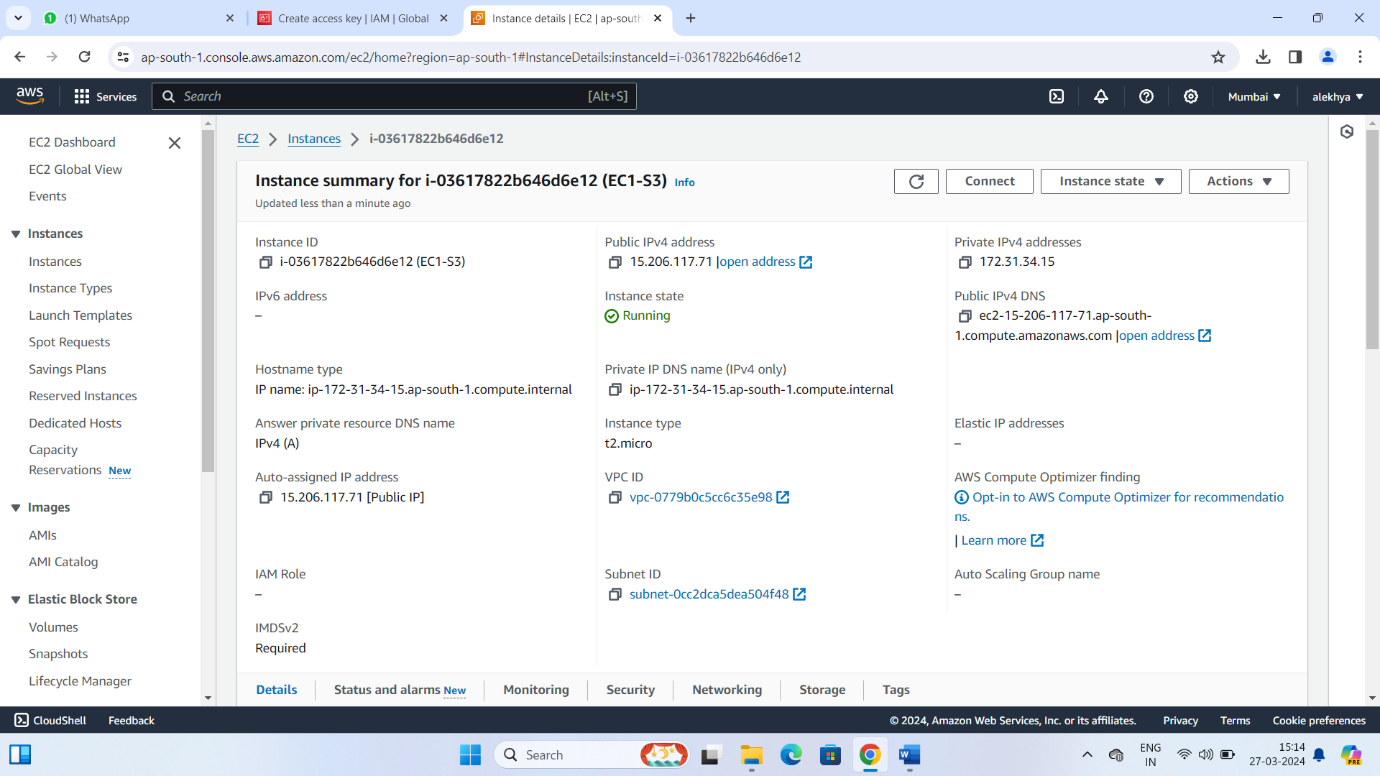 (1) WhatsApp
Create access key | IAM | Global
Instance details | EC2 | ap-south
ap-south-1.console.aws.amazon.com/ec2/home?region=ap-south-1#InstanceDetails:instanceId=i-03617822b646d6e12
aws Services Search [Alt+S] Mumbai alekhya
EC2 Dashboard
EC2 Global View
Events
Instances
Instances
Instance Types
Launch Templates
Spot Requests
Savings Plans
Reserved Instances
Dedicated Hosts
Capacity
Reservations New
Images
AMIs
AMI Catalog
Elastic Block Store
Volumes
Snapshots
Lifecycle Manager
EC2 > Instances > i-03617822b646d6e12
Instance summary for i-03617822b646d6e12 (EC1-S3) Info
Updated less than a minute ago
Connect Instance state Actions
Instance ID
i-03617822b646d6e12 (EC1-S3)
Public IPv4 address
15.206.117.71 |open address
Private IPv4 addresses
172.31.34.15
IPv6 address
–
Instance state
Running
Public IPv4 DNS
ec2-15-206-117-71.ap-south-
1.compute.amazonaws.com |open address
Hostname type
IP name: ip-172-31-34-15.ap-south-1.compute.internal
Private IP DNS name (IPv4 only)
ip-172-31-34-15.ap-south-1.compute.internal
Answer private resource DNS name
IPv4 (A)
Instance type
t2.micro
Elastic IP addresses
–
Auto-assigned IP address
15.206.117.71 [Public IP]
VPC ID
vpc-0779b0c5cc6c35e98
AWS Compute Optimizer finding
Opt-in to AWS Compute Optimizer for recommendatio
ns.
| Learn more
IAM Role
–
Subnet ID
subnet-0cc2dca5dea504f48
Auto Scaling Group name
–
IMDSv2
Required
Details Status and alarms New Monitoring Security Networking Storage Tags
CloudShell Feedback © 2024, Amazon Web Services, Inc. or its affiliates. Privacy Terms Cookie preferences
Search
ENG
IN
15:14
27-03-2024
PRE